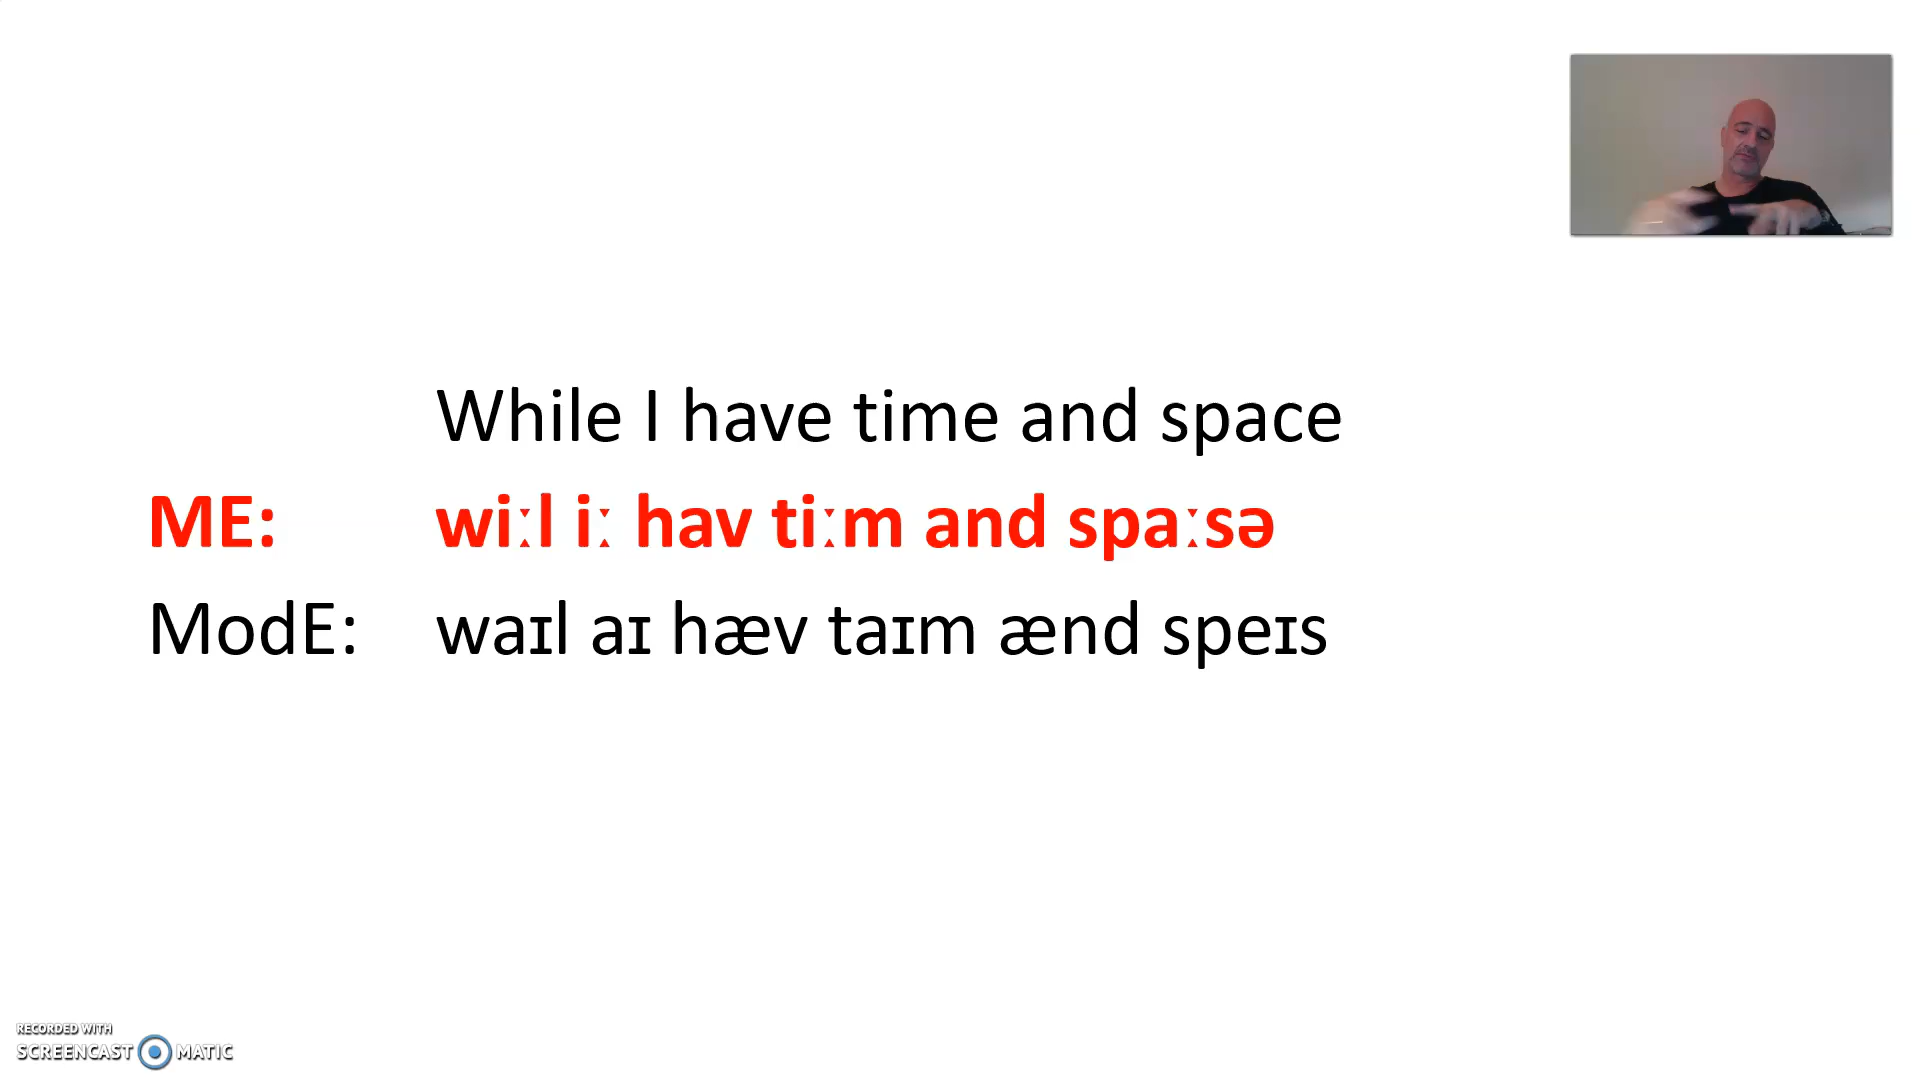 While I have time and space
ME: wiːl iː hav tiːm and spaːsə
ModE: waɪl aɪ hæv taɪm ænd speɪs
RECORDED WITH
SCREENCAST MATIC